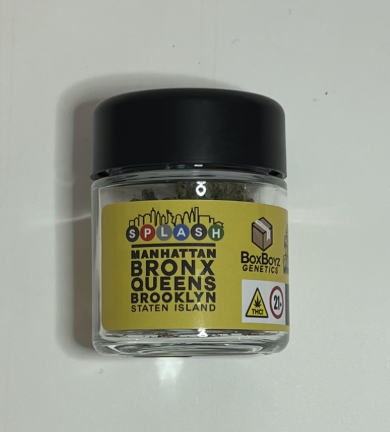 SPLASH
MANHATTAN
BRONX
QUEENS
BROOKLYN
STATEN ISLAND
BoxBoyz
GENETICS
THC!
21+